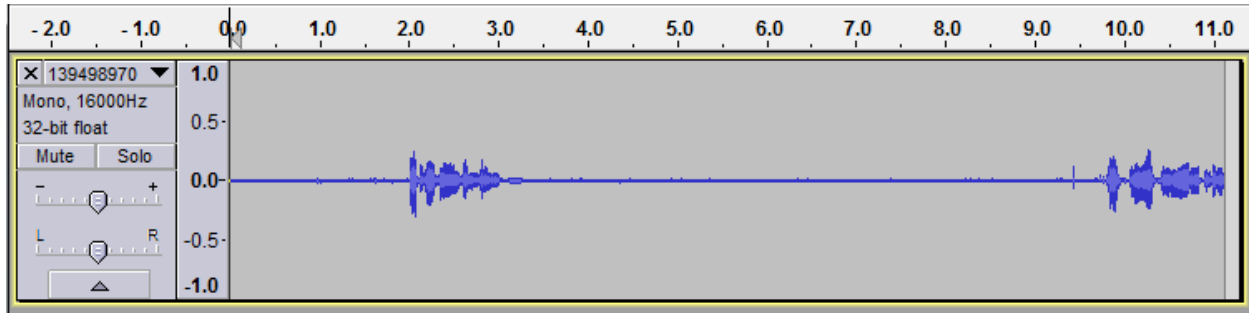 - 2.0 - 1.0 0.0 1.0 2.0 3.0 4.0 5.0 6.0 7.0 8.0 9.0 10.0 11.0
X 139498970 1.0
Mono, 16000Hz
32-bit float 0.5
Mute Solo
- + 0.0
L R -0.5
-1.0